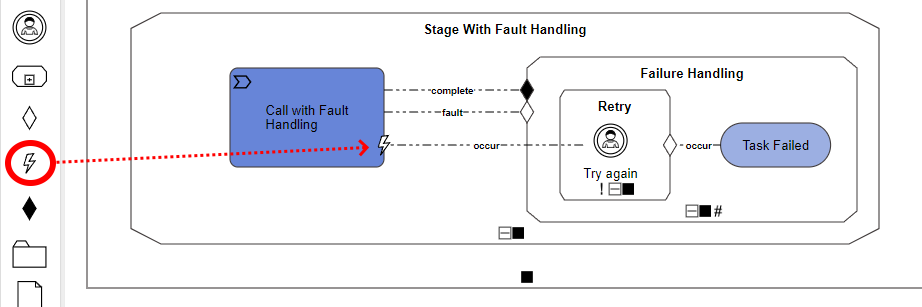 Stage With Fault Handling
Failure Handling
complete
Call with Fault
Handling
fault
Retry
occur
occur
Task Failed
Try again
! 
#